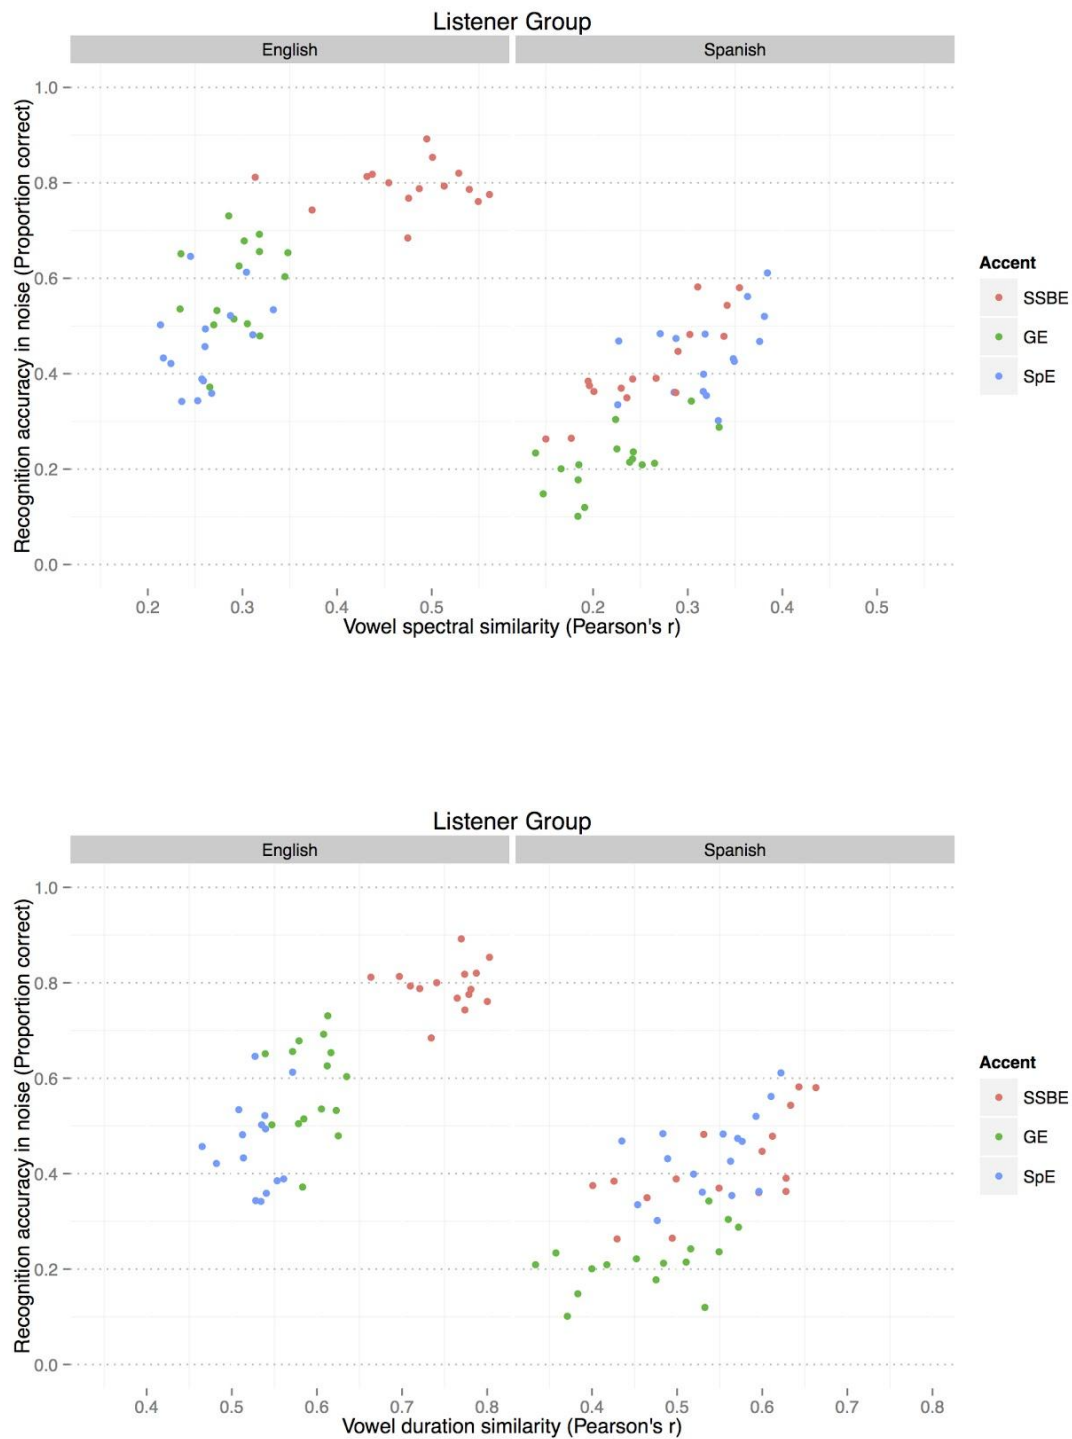 Listener Group
English Spanish
1.0
0.8
0.6
0.4
0.2
0.0
Recognition accuracy in noise (Proportion correct)
0.2 0.3 0.4 0.5 0.2 0.3 0.4 0.5
Vowel spectral similarity (Pearson's r)
Accent
SSBE
GE
SpE
Listener Group
English Spanish
1.0
0.8
0.6
0.4
0.2
0.0
Recognition accuracy in noise (Proportion correct)
0.4 0.5 0.6 0.7 0.8 0.4 0.5 0.6 0.7 0.8
Vowel duration similarity (Pearson's r)
Accent
SSBE
GE
SpE